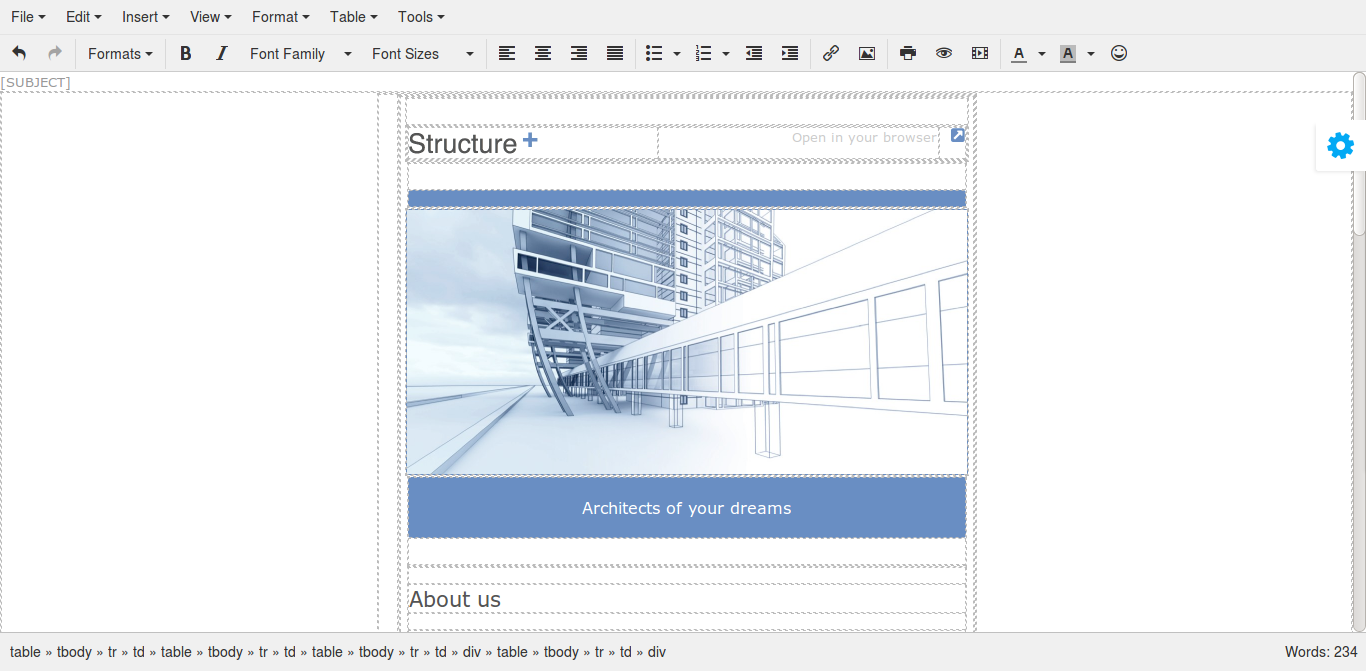 File Edit Insert View Format Table Tools
Formats B I Font Family Font Sizes A A
[SUBJECT]
Structure + Open in your browser
Architects of your dreams
About us
table » tbody » tr » td » table » tbody » tr » td » table » tbody » tr » td » div » table » tbody » tr » td » div Words: 234